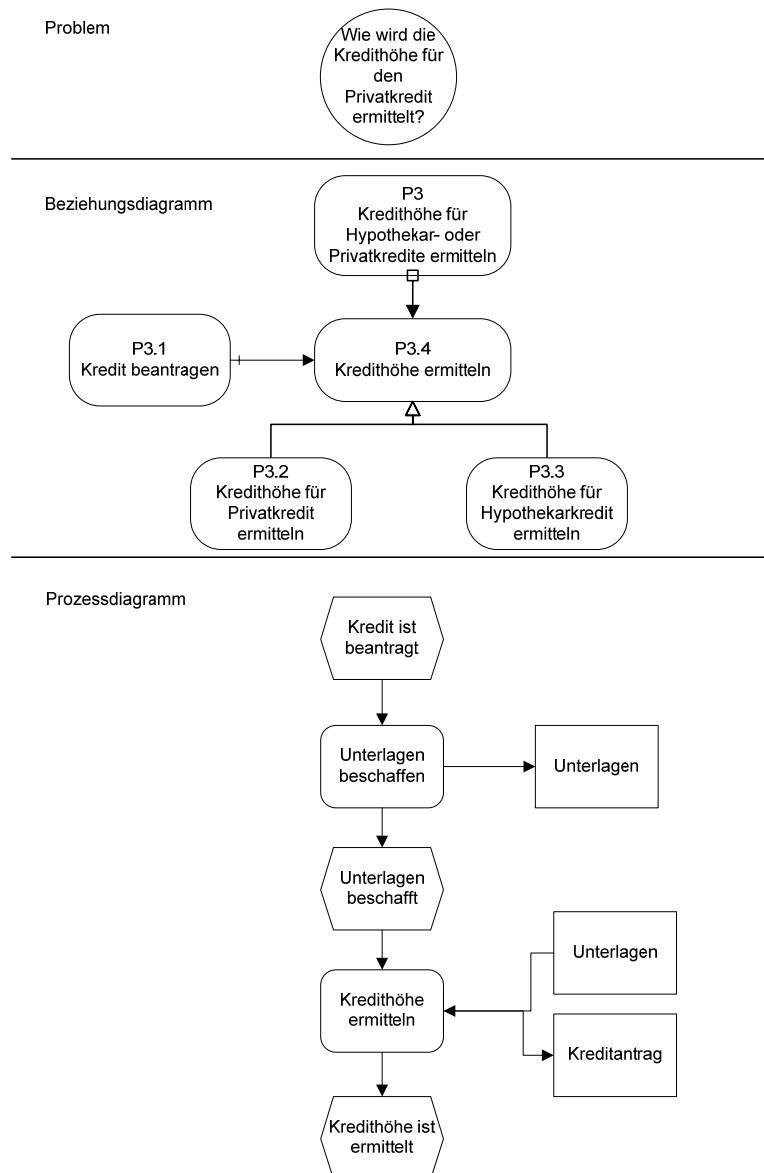 Problem
Wie wird die
Kredithöhe für
den
Privatkredit
ermittelt?
Beziehungsdiagramm
P3
Kredithöhe für
Hypothekar- oder
Privatkredite ermitteln
P3.1
Kredit beantragen
P3.4
Kredithöhe ermitteln
P3.2
Kredithöhe für
Privatkredit
ermitteln
P3.3
Kredithöhe für
Hypothekarkredit
ermitteln
Prozessdiagramm
Kredit ist
beantragt
Unterlagen
beschaffen
Unterlagen
Unterlagen
beschafft
Unterlagen
Kredithöhe
ermitteln
Kreditantrag
Kredithöhe ist
ermittelt